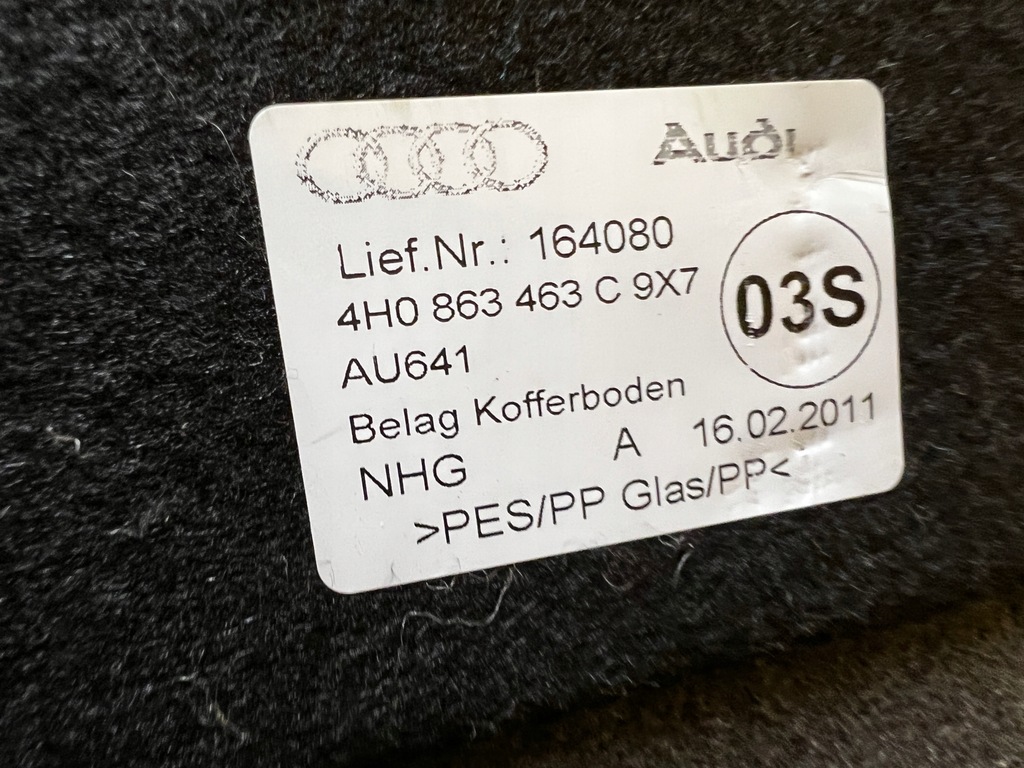 Audi
Lief.Nr.: 164080
4H0 863 463 C 9X7
03S
AU641
Belag Kofferboden
NHG A 16.02.2011
>PES/PP Glas/PP<